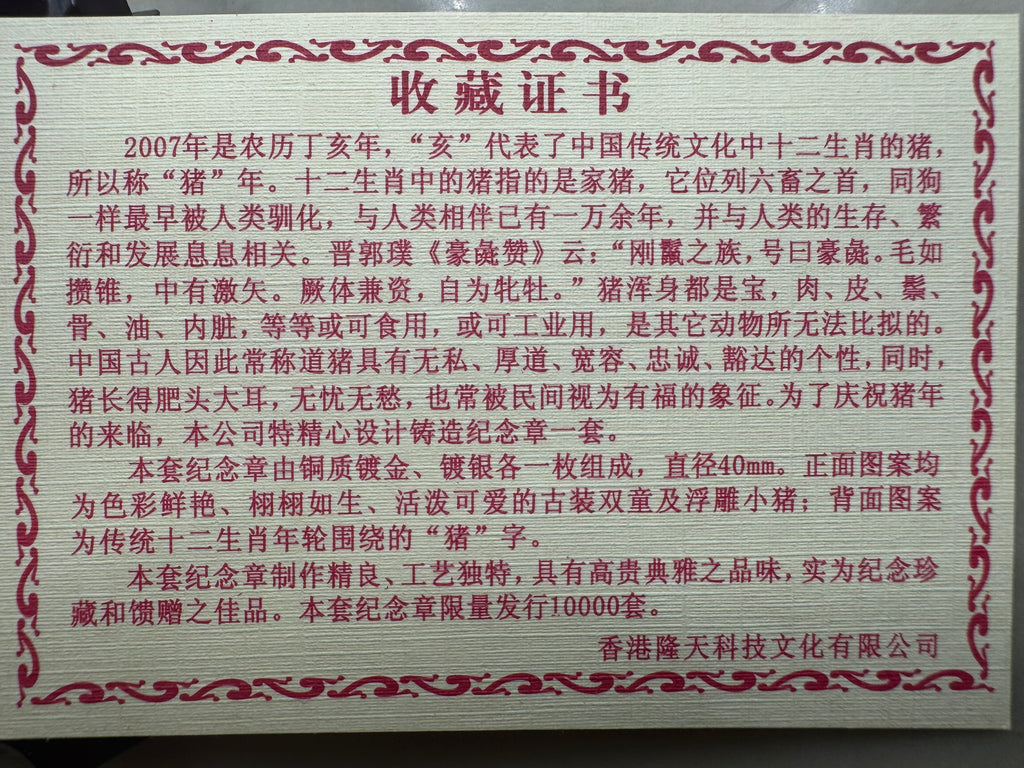 收藏证书
2007年是农历丁亥年，“亥”代表了中国传统文化中十二生肖的猪，
所以称“猪”年。十二生肖中的猪指的是家猪，它位列六畜之首，同狗
一样最早被人类驯化，与人类相伴已有一万余年，并与人类的生存、繁
衍和发展息息相关。晋郭璞《豪彘赞》云：“刚鬣之族，号曰豪彘。毛如
攒锥，中有激矢。厥体兼资，自为牝牡。”猪浑身都是宝，肉、皮、鬃、
骨、油、内脏，等等或可食用，或可工业用，是其它动物所无法比拟的。
中国古人因此常称道猪具有无私、厚道、宽容、忠诚、豁达的个性，同时，
猪长得肥头大耳，无忧无愁，也常被民间视为有福的象征。为了庆祝猪年
的来临，本公司特精心设计铸造纪念章一套。
本套纪念章由铜质镀金、镀银各一枚组成，直径40mm。正面图案均
为色彩鲜艳、栩栩如生、活泼可爱的古装双童及浮雕小猪；背面图案
为传统十二生肖年轮围绕的“猪”字。
本套纪念章制作精良、工艺独特，具有高贵典雅之品味，实为纪念珍
藏和馈赠之佳品。本套纪念章限量发行10000套。
香港隆天科技文化有限公司